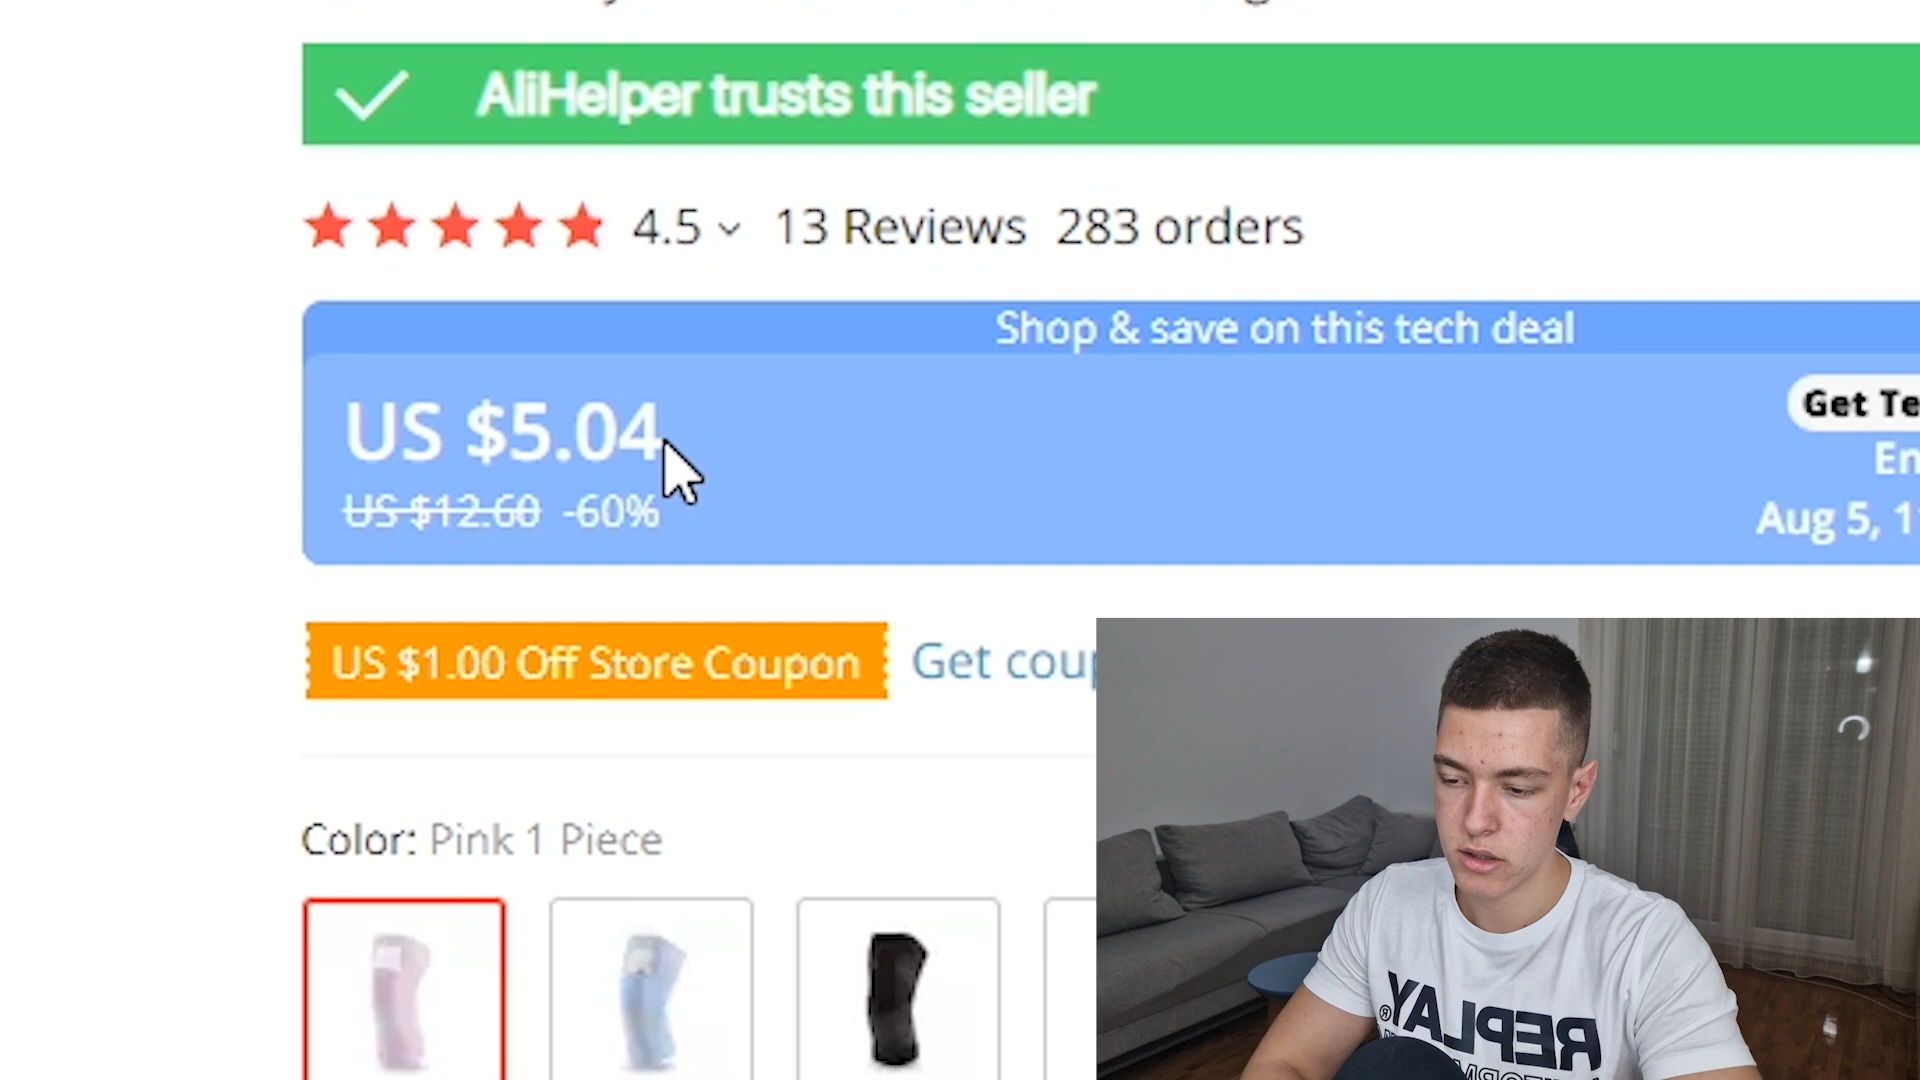 AliHelper trusts this seller
4.5 13 Reviews 283 orders
Shop & save on this tech deal
US $5.04
US $12.60 -60%
Get Te
En
Aug 5, 1
US $1.00 Off Store Coupon Get coup
Color: Pink 1 Piece
REPLAY
REPLAY